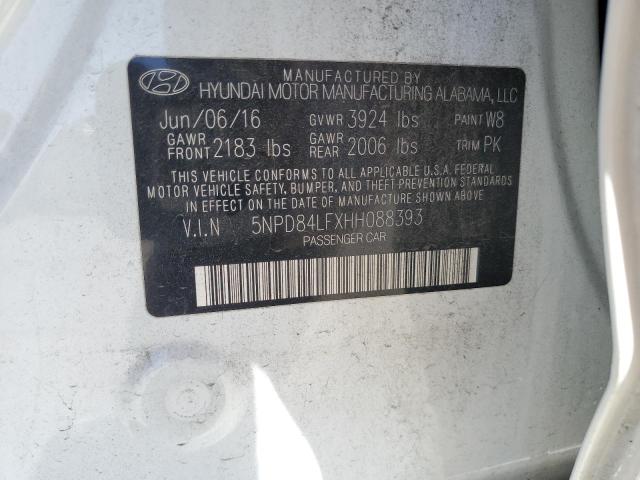 MANUFACTURED BY
HYUNDAI MOTOR MANUFACTURING ALABAMA, LLC
Jun/06/16 GVWR 3924 lbs PAINT W8
GAWR FRONT 2183 lbs GAWR REAR 2006 lbs TRIM PK
THIS VEHICLE CONFORMS TO ALL APPLICABLE U.S.A. FEDERAL
MOTOR VEHICLE SAFETY, BUMPER, AND THEFT PREVENTION STANDARDS
IN EFFECT ON THE DATE OF MANUFACTURE SHOWN ABOVE
V.I.N 5NPD84LFXHH088393
PASSENGER CAR